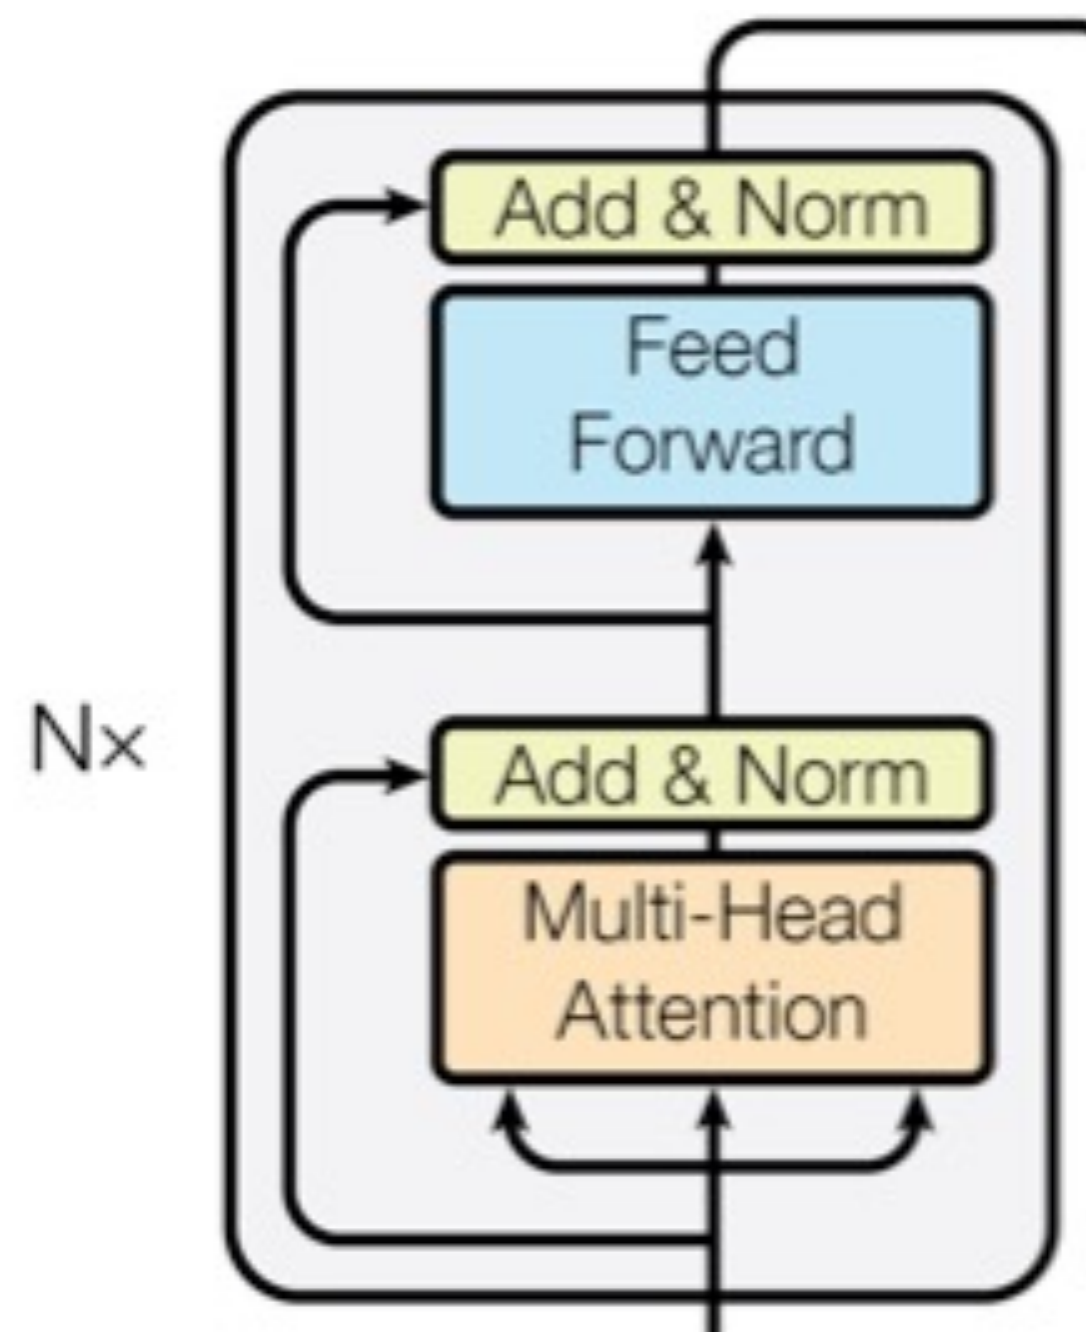 Add & Norm
Feed
Forward
Nx
Add & Norm
Multi-Head
Attention